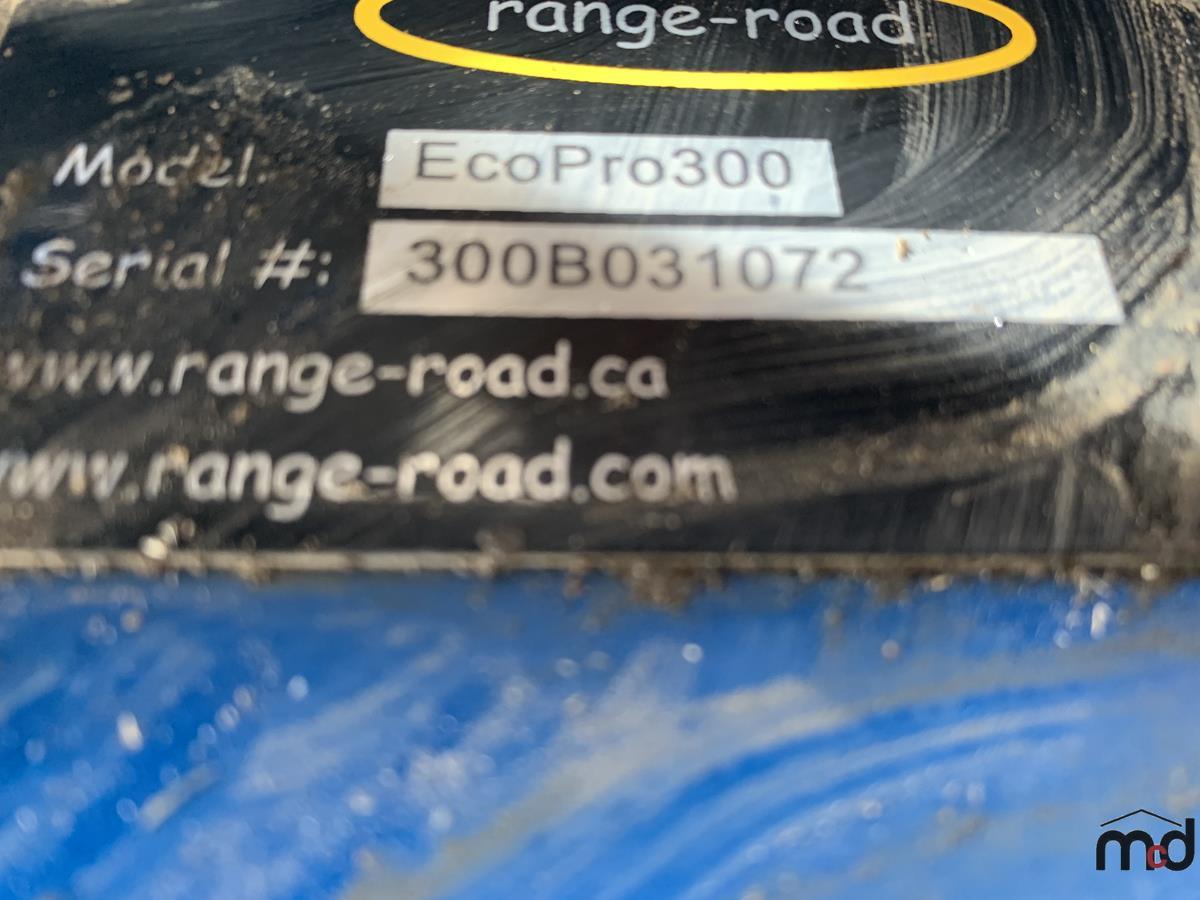 range-road
Model: EcoPro300
Serial #: 300B031072
www.range-road.ca
www.range-road.com
mcd